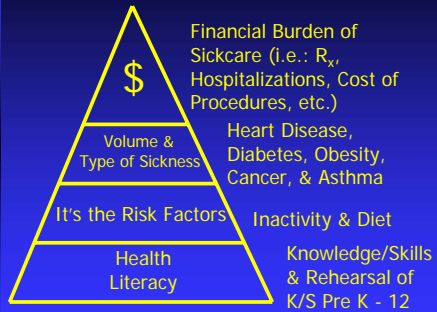 Financial Burden of
Sickcare (i.e.: Rx,
Hospitalizations, Cost of
Procedures, etc.)
$
Heart Disease,
Diabetes, Obesity,
Cancer, & Asthma
Volume &
Type of Sickness
It's the Risk Factors
Inactivity & Diet
Health
Literacy
Knowledge/Skills
& Rehearsal of
K/S Pre K - 12